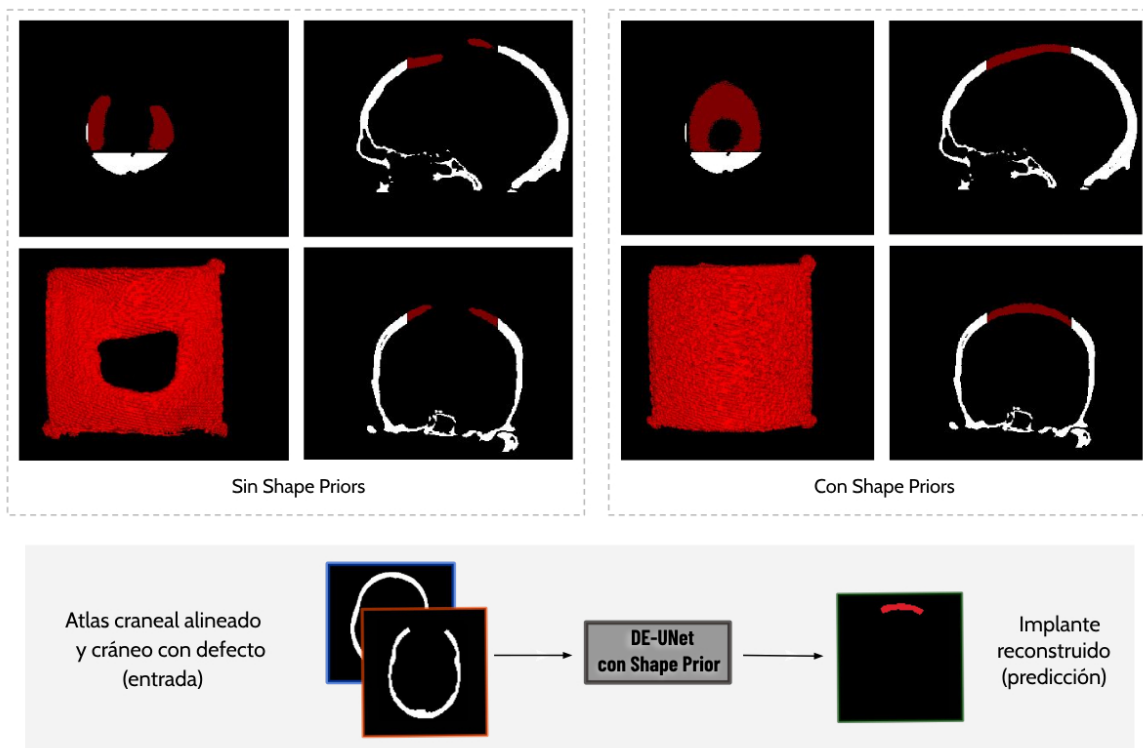 Sin Shape Priors
Con Shape Priors
Atlas craneal alineado
y cráneo con defecto
(entrada)
DE-UNet
con Shape Prior
Implante
reconstruido
(predicción)